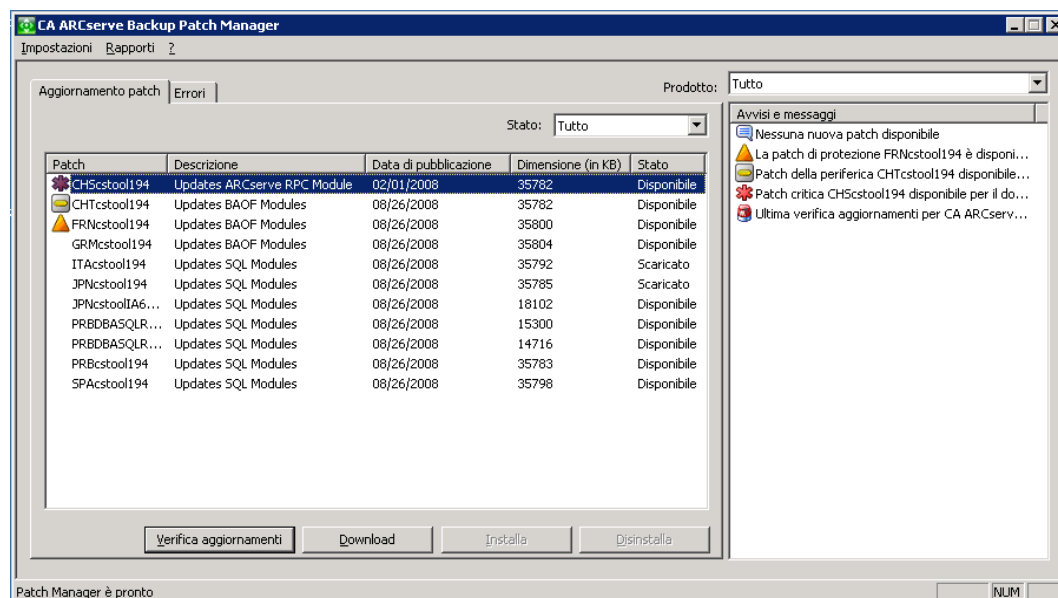 CA ARCserve Backup Patch Manager
Impostazioni Rapporti ?
Aggiornamento patch Errori
Prodotto: Tutto
Stato: Tutto
Patch Descrizione Data di pubblicazione Dimensione (in KB) Stato
CHScstool194 Updates ARCserve RPC Module 02/01/2008 35782 Disponibile
CHTcstool194 Updates BAOF Modules 08/26/2008 35782 Disponibile
FRNcstool194 Updates BAOF Modules 08/26/2008 35800 Disponibile
GRMcstool194 Updates BAOF Modules 08/26/2008 35804 Disponibile
ITAcstool194 Updates SQL Modules 08/26/2008 35792 Scaricato
JPNcstool194 Updates SQL Modules 08/26/2008 35785 Scaricato
JPNcstoolIA6... Updates SQL Modules 08/26/2008 18102 Disponibile
PRBDBASQLR... Updates SQL Modules 08/26/2008 15300 Disponibile
PRBDBASQLR... Updates SQL Modules 08/26/2008 14716 Disponibile
PRBcstool194 Updates SQL Modules 08/26/2008 35783 Disponibile
SPAcstool194 Updates SQL Modules 08/26/2008 35798 Disponibile
Verifica aggiornamenti Download Installa Disinstalla
Avvisi e messaggi
Nessuna nuova patch disponibile
La patch di protezione FRNcstool194 è disponi...
Patch della periferica CHTcstool194 disponibile...
Patch critica CHScstool194 disponibile per il do...
Ultima verifica aggiornamenti per CA ARCserv...
Patch Manager è pronto
NUM